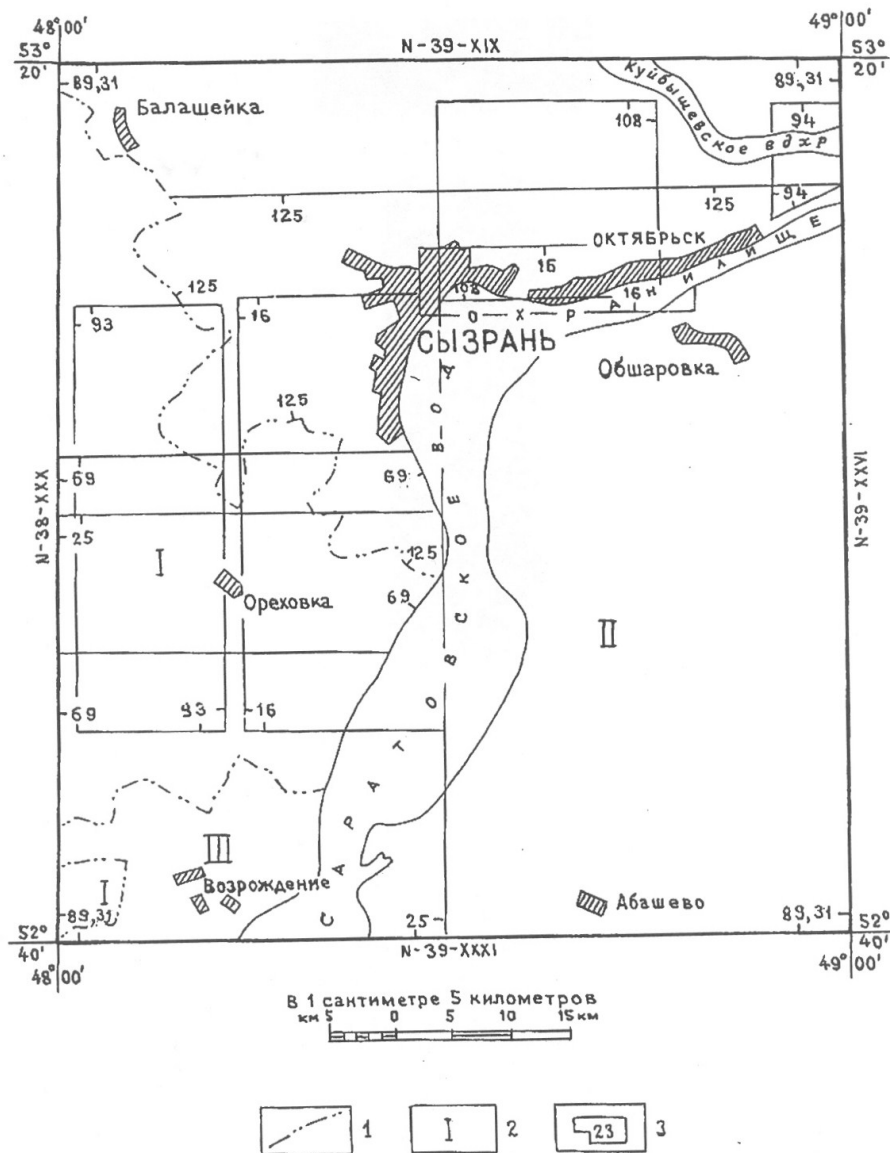 48°00'
49°00'
53°
20'
N-39-XIX
53°
20'
89,31
Балашейка
108
Куйбышевское вдхр
89,31
94
125
125
94
ОКТЯБРЬСК
16
125
93
16
108
16
САРАТОВСКОЕ ВОДОХРАНИЛИЩЕ
СЫЗРАНЬ
Обшаровка
125
69
69
N-38-XXX
N-39-XXVI
25
I
125
Ореховка
69
II
69
93
16
III
I
Возрождение
89,31
25
Абашево
89,31
52°
40'
48°00'
N-39-XXXI
52°
40'
49°00'
В 1 сантиметре 5 километров
км 5 0 5 10 15 км
1
I 2
23 3